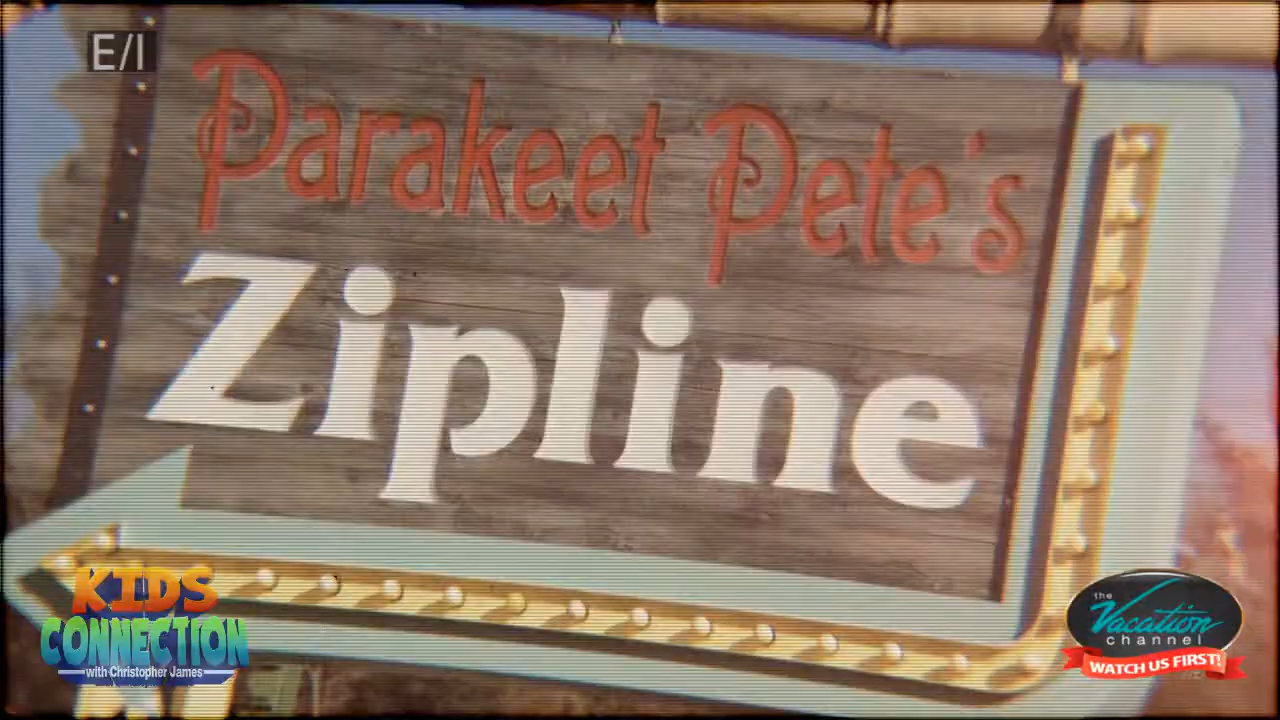 E/I
Parakeet Pete's
Zipline
KIDS
CONNECTION
with Christopher James
the
Vacation
channel
WATCH US FIRST!